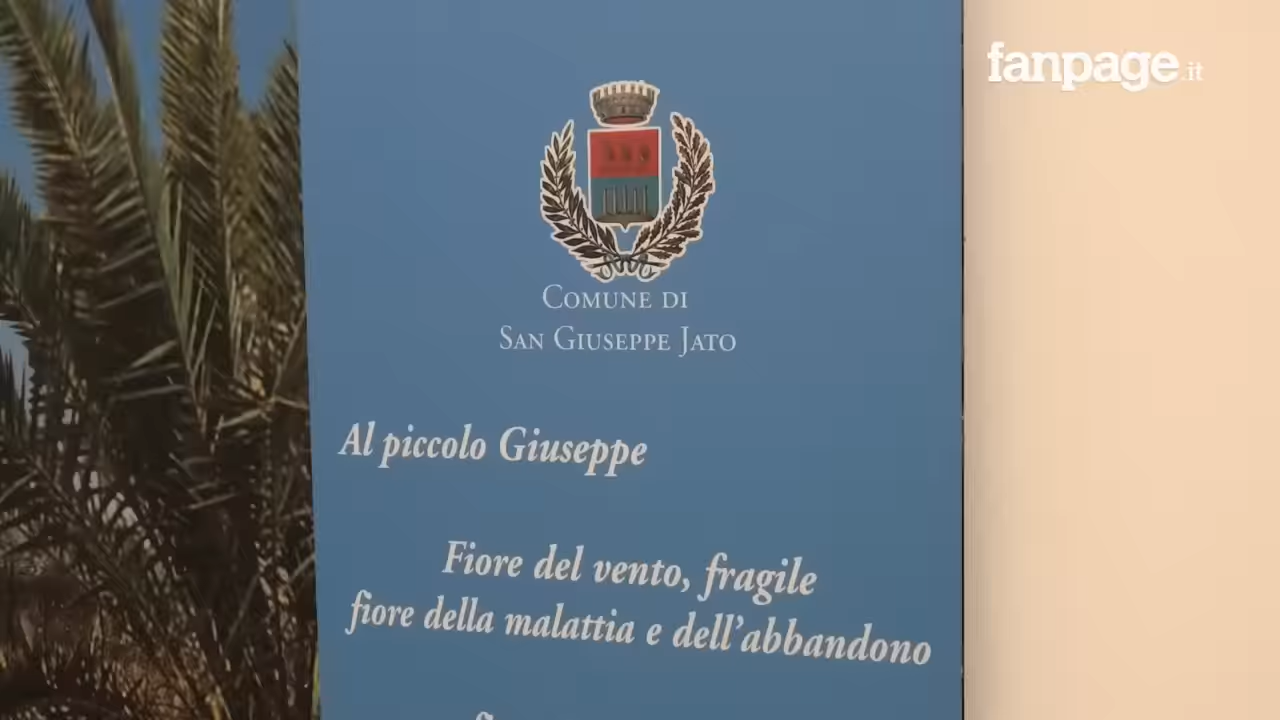 fanpage.it
Comune di
San Giuseppe Jato
Al piccolo Giuseppe
Fiore del vento, fragile
fiore della malattia e dell'abbandono